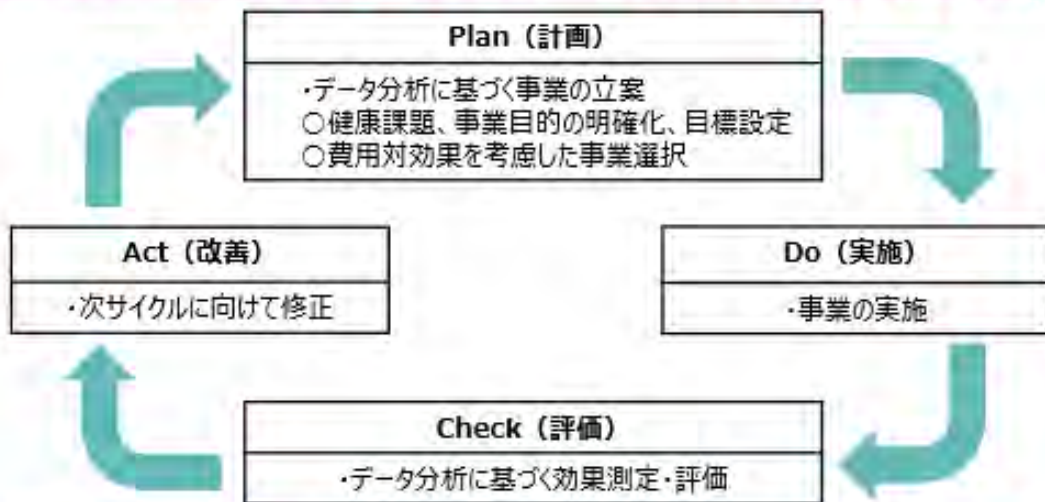 Plan（計画）
・データ分析に基づく事業の立案
○健康課題、事業目的の明確化、目標設定
○費用対効果を考慮した事業選択
Act（改善）
・次サイクルに向けて修正
Do（実施）
・事業の実施
Check（評価）
・データ分析に基づく効果測定・評価